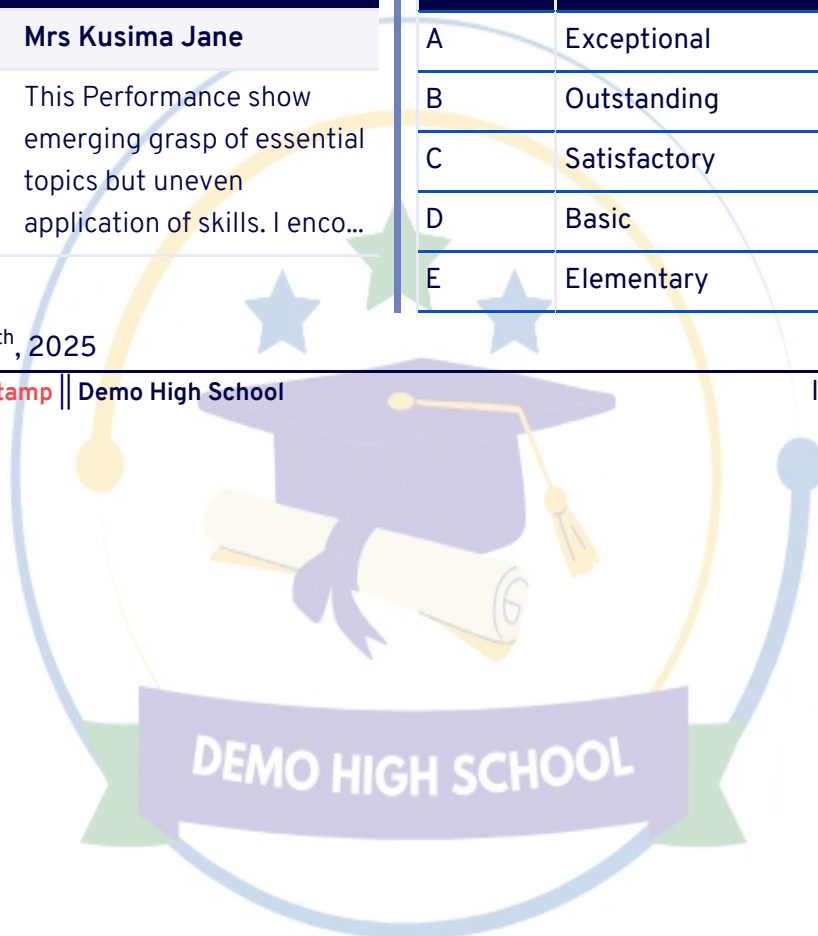 Mrs Kusima Jane
This Performance show
emerging grasp of essential
topics but uneven
application of skills. I enco...
A Exceptional
B Outstanding
C Satisfactory
D Basic
E Elementary
th, 2025
tamp || Demo High School
DEMO HIGH SCHOOL